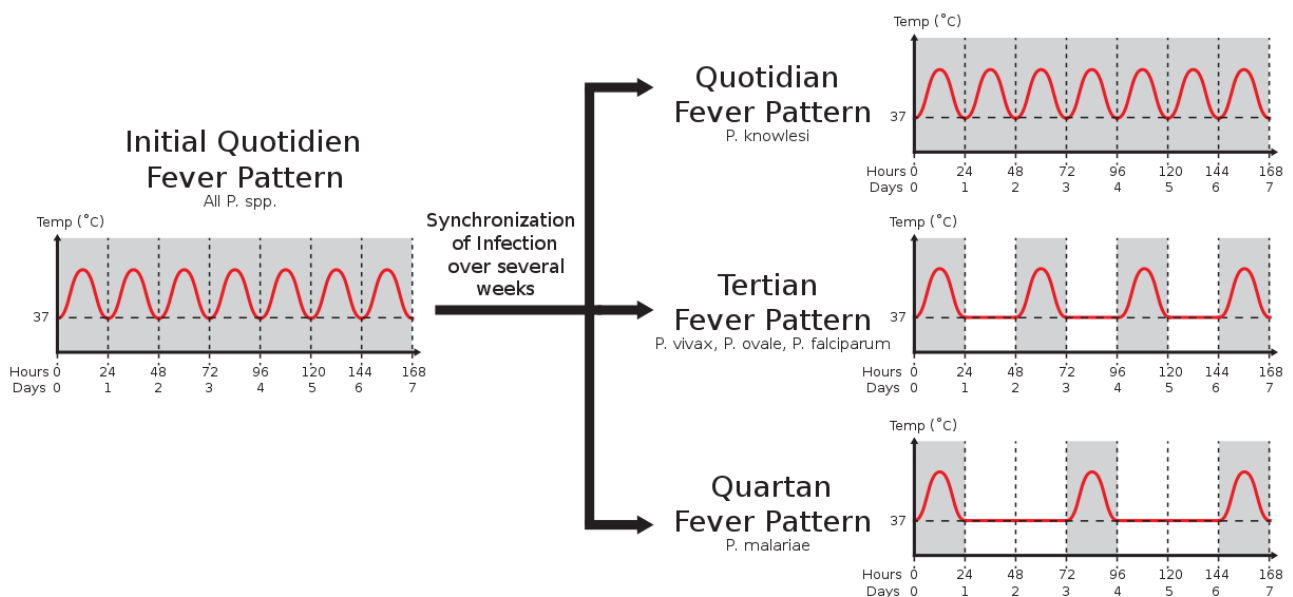 Initial Quotidien
Fever Pattern
All P. spp.
Temp (˚C)
37
Hours 0 24 48 72 96 120 144 168
Days 0 1 2 3 4 5 6 7
Synchronization
of Infection
over several
weeks
Quotidian
Fever Pattern
P. knowlesi
Temp (˚C)
37
Hours 0 24 48 72 96 120 144 168
Days 0 1 2 3 4 5 6 7
Tertian
Fever Pattern
P. vivax, P. ovale, P. falciparum
Temp (˚C)
37
Hours 0 24 48 72 96 120 144 168
Days 0 1 2 3 4 5 6 7
Quartan
Fever Pattern
P. malariae
Temp (˚C)
37
Hours 0 24 48 72 96 120 144 168
Days 0 1 2 3 4 5 6 7